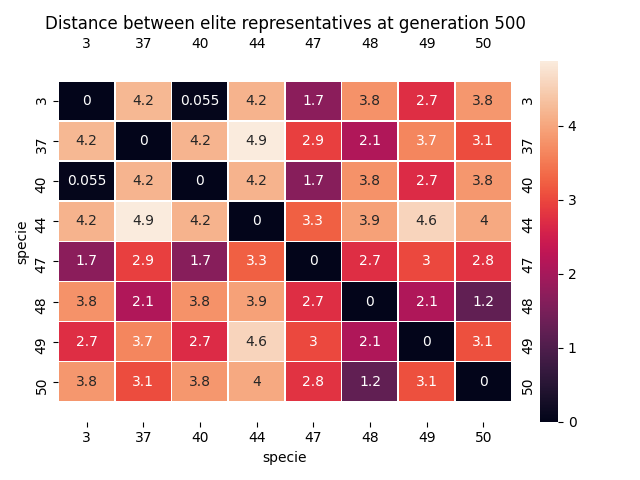 Distance between elite representatives at generation 500
3 37 40 44 47 48 49 50
3 0 4.2 0.055 4.2 1.7 3.8 2.7 3.8 3
37 4.2 0 4.2 4.9 2.9 2.1 3.7 3.1 37
40 0.055 4.2 0 4.2 1.7 3.8 2.7 3.8 40
44 4.2 4.9 4.2 0 3.3 3.9 4.6 4 44
47 1.7 2.9 1.7 3.3 0 2.7 3 2.8 47
48 3.8 2.1 3.8 3.9 2.7 0 2.1 1.2 48
49 2.7 3.7 2.7 4.6 3 2.1 0 3.1 49
50 3.8 3.1 3.8 4 2.8 1.2 3.1 0 50
3 37 40 44 47 48 49 50
specie
specie
4
3
2
1
0